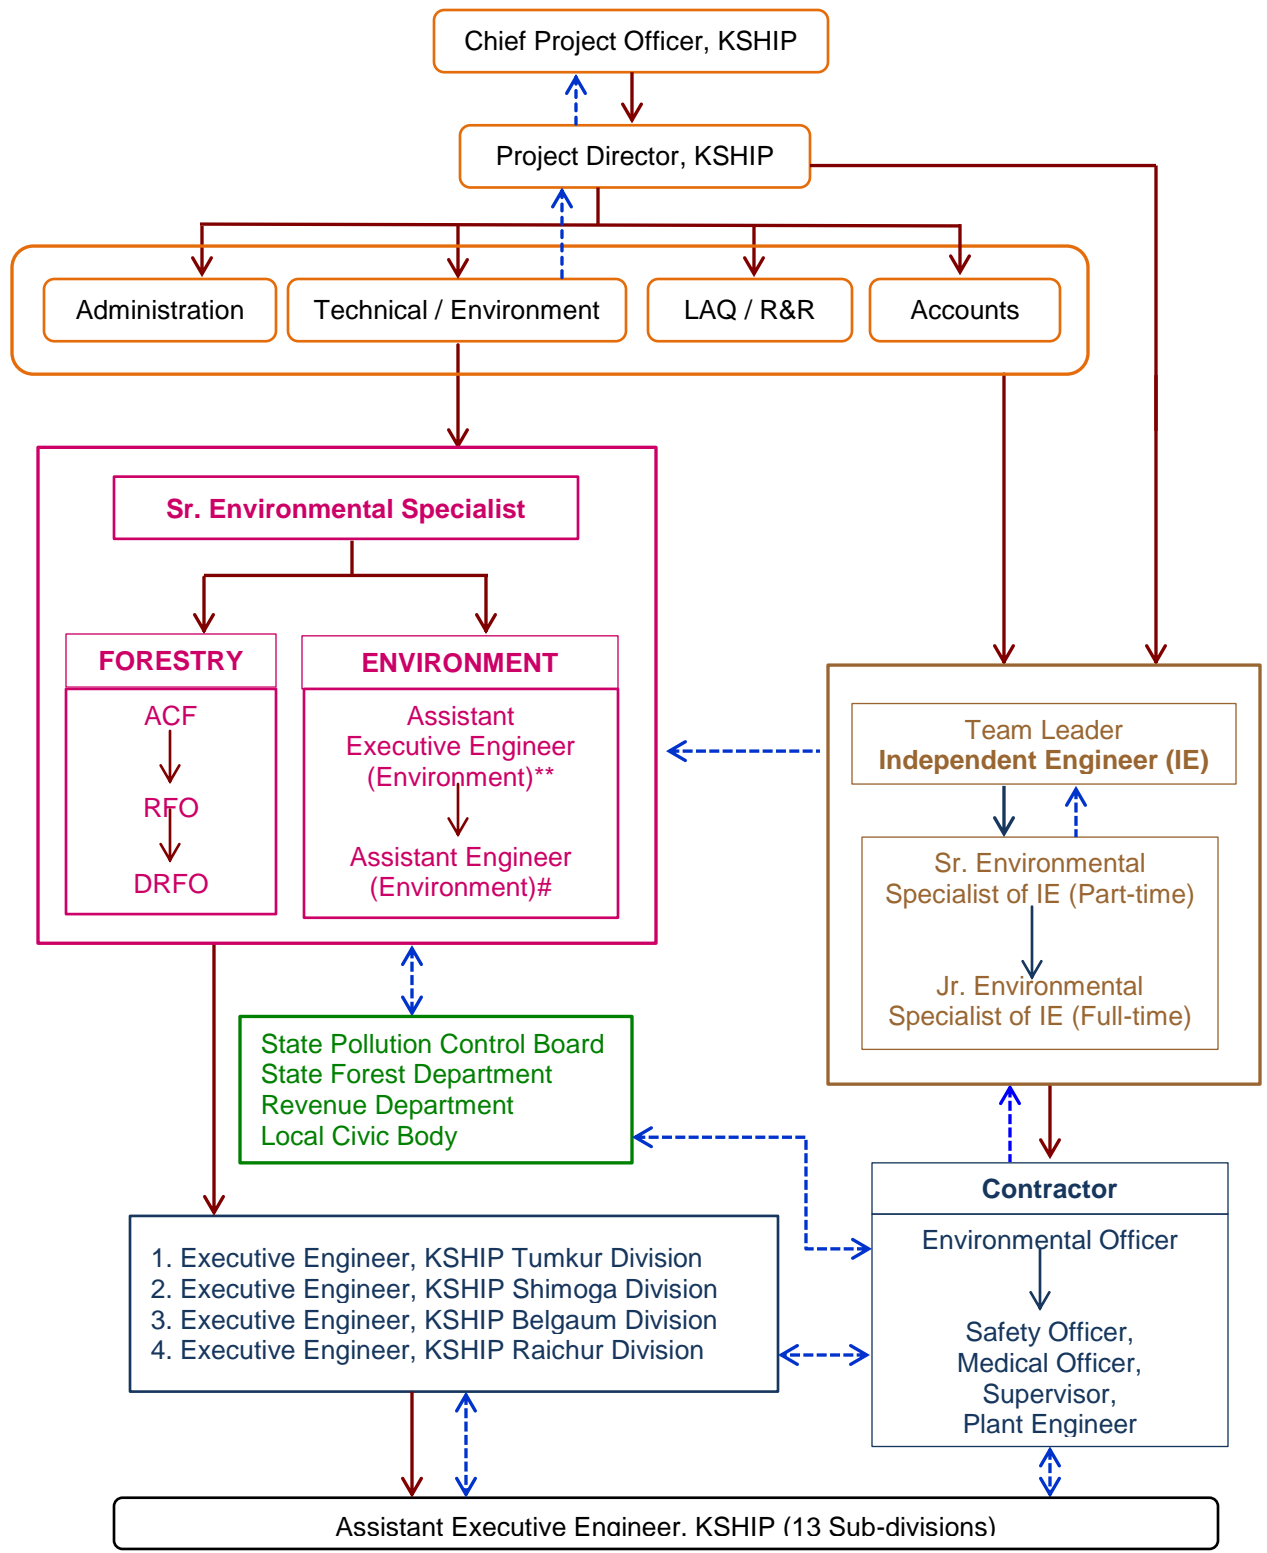 Chief Project Officer, KSHIP
Project Director, KSHIP
Administration
Technical / Environment
LAQ / R&R
Accounts
Sr. Environmental Specialist
FORESTRY
ACF
RFO
DRFO
ENVIRONMENT
Assistant
Executive Engineer
(Environment)**
Assistant Engineer
(Environment)#
Team Leader
Independent Engineer (IE)
Sr. Environmental
Specialist of IE (Part-time)
Jr. Environmental
Specialist of IE (Full-time)
State Pollution Control Board
State Forest Department
Revenue Department
Local Civic Body
Contractor
Environmental Officer
Safety Officer,
Medical Officer,
Supervisor,
Plant Engineer
1. Executive Engineer, KSHIP Tumkur Division
2. Executive Engineer, KSHIP Shimoga Division
3. Executive Engineer, KSHIP Belgaum Division
4. Executive Engineer, KSHIP Raichur Division
Assistant Executive Engineer, KSHIP (13 Sub-divisions)